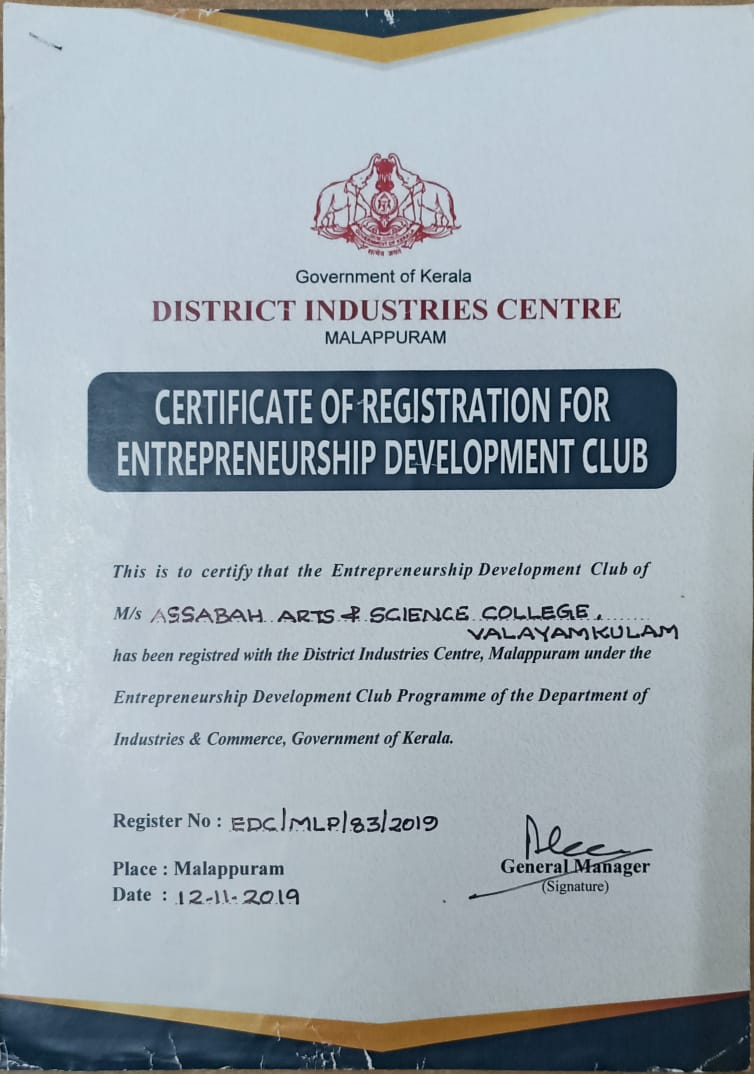 Government of Kerala
DISTRICT INDUSTRIES CENTRE
MALAPPURAM
CERTIFICATE OF REGISTRATION FOR
ENTREPRENEURSHIP DEVELOPMENT CLUB
This is to certify that the Entrepreneurship Development Club of
M/s ASSABAH ARTS & SCIENCE COLLEGE,
VALAYAMKULAM
has been registred with the District Industries Centre, Malappuram under the
Entrepreneurship Development Club Programme of the Department of
Industries & Commerce, Government of Kerala.
Register No : EDC/MLP/83/2019
Place : Malappuram
General Manager
(Signature)
Date : 12-11-2019